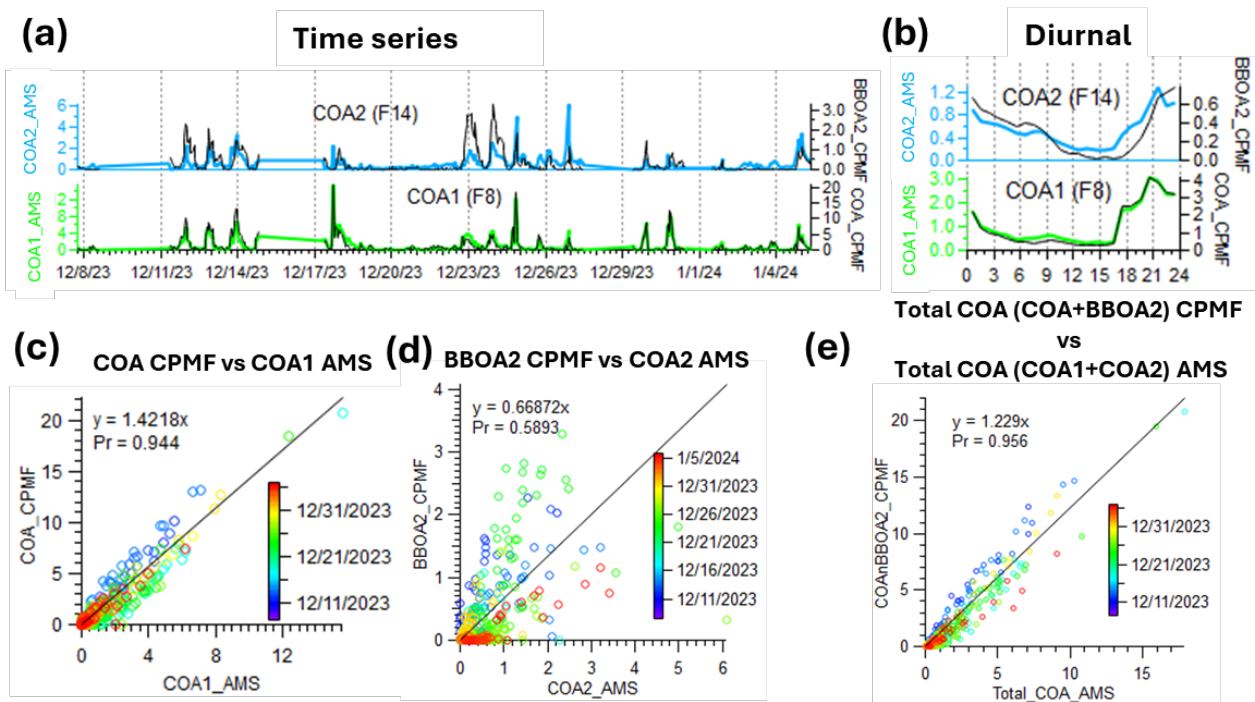 (a)
Time series
(b)
Diurnal
COA2_AMS
6
4
2
0
COA2 (F14)
3.0
2.0
1.0
0.0
BBOA2_CPMF
COA1_AMS
12
8
4
0
COA1 (F8)
20
15
10
5
0
COA_CPMF
12/8/23 12/11/23 12/14/23 12/17/23 12/20/23 12/23/23 12/26/23 12/29/23 1/1/24 1/4/24
COA2_AMS
1.2
0.8
0.4
0.0
COA2 (F14)
0.6
0.4
0.2
0.0
BBOA2_CPMF
COA1_AMS
3.0
2.0
1.0
0.0
COA1 (F8)
4
3
2
1
0
COA_CPMF
0 3 6 9 12 15 18 21 24
(c)
COA CPMF vs COA1 AMS
y = 1.4218x
Pr = 0.944
COA_CPMF
20
15
10
5
0
12/31/2023
12/21/2023
12/11/2023
0 4 8 12
COA1_AMS
(d)
BBOA2 CPMF vs COA2 AMS
y = 0.66872x
Pr = 0.5893
BBOA2_CPMF
4
3
2
1
0
1/5/2024
12/31/2023
12/26/2023
12/21/2023
12/16/2023
12/11/2023
0 1 2 3 4 5 6
COA2_AMS
(e)
Total COA (COA+BBOA2) CPMF
vs
Total COA (COA1+COA2) AMS
y = 1.229x
Pr = 0.956
COAnBBOA2_CPMF
20
15
10
5
0
12/31/2023
12/21/2023
12/11/2023
0 5 10 15
Total_COA_AMS